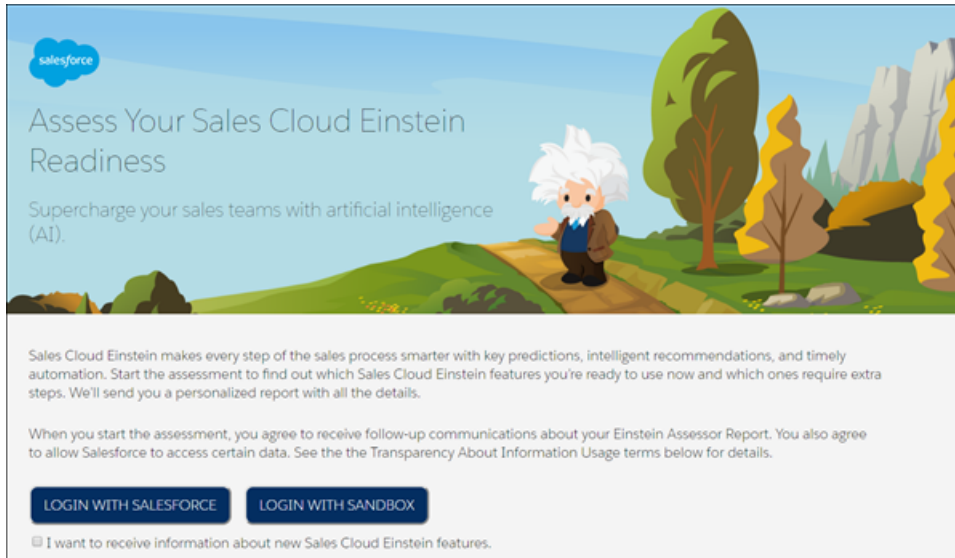 salesforce
Assess Your Sales Cloud Einstein
Readiness
Supercharge your sales teams with artificial intelligence
(AI).
Sales Cloud Einstein makes every step of the sales process smarter with key predictions, intelligent recommendations, and timely
automation. Start the assessment to find out which Sales Cloud Einstein features you're ready to use now and which ones require extra
steps. We'll send you a personalized report with all the details.
When you start the assessment, you agree to receive follow-up communications about your Einstein Assessor Report. You also agree
to allow Salesforce to access certain data. See the the Transparency About Information Usage terms below for details.
LOGIN WITH SALESFORCE LOGIN WITH SANDBOX
I want to receive information about new Sales Cloud Einstein features.